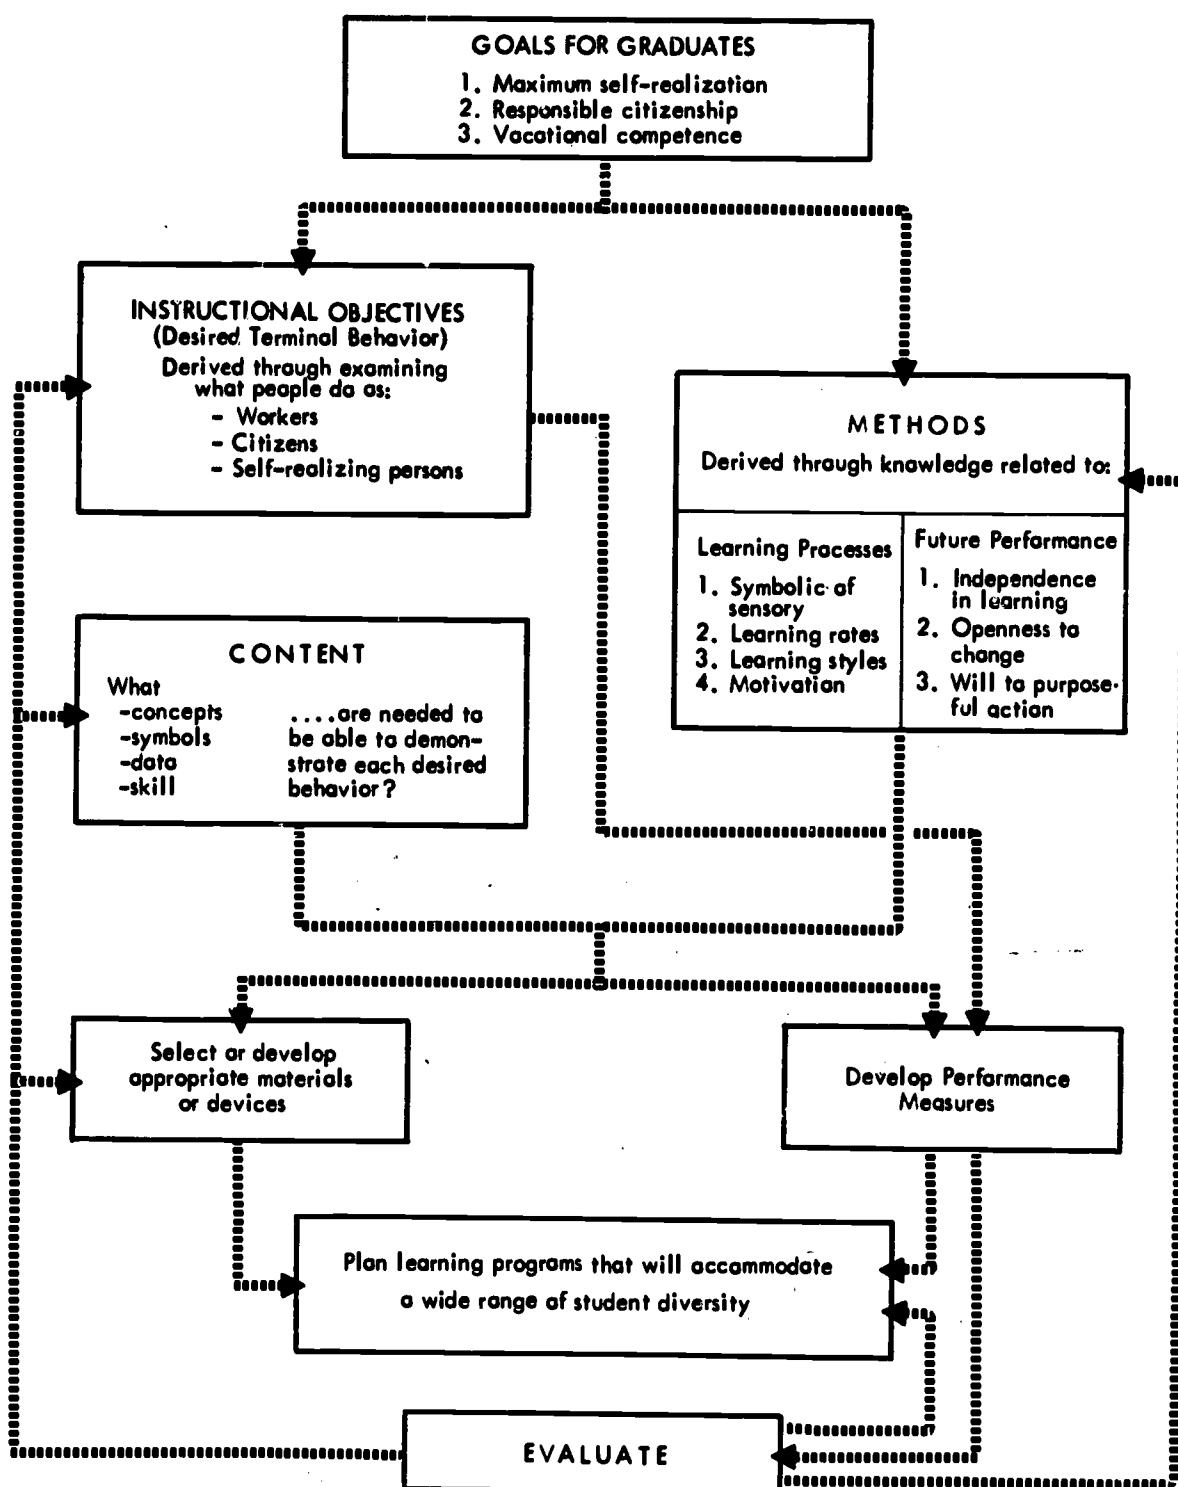 GOALS FOR GRADUATES
1. Maximum self-realization
2. Responsible citizenship
3. Vacational competence
INSTRUCTIONAL OBJECTIVES
(Desired Terminal Behavior)
Derived through examining
what people do as:
- Workers
- Citizens
- Self-realizing persons
METHODS
Derived through knowledge related to:
Learning Processes
1. Symbolic of
sensory
2. Learning rates
3. Learning styles
4. Motivation
Future Performance
1. Independence
in learning
2. Openness to
change
3. Will to purpose-
ful action
CONTENT
What
-concepts
-symbols
-data
-skill
....are needed to
be able to demon-
strate each desired
behavior?
Select or develop
appropriate materials
or devices
Develop Performance
Measures
Plan learning programs that will accommodate
a wide range of student diversity
EVALUATE